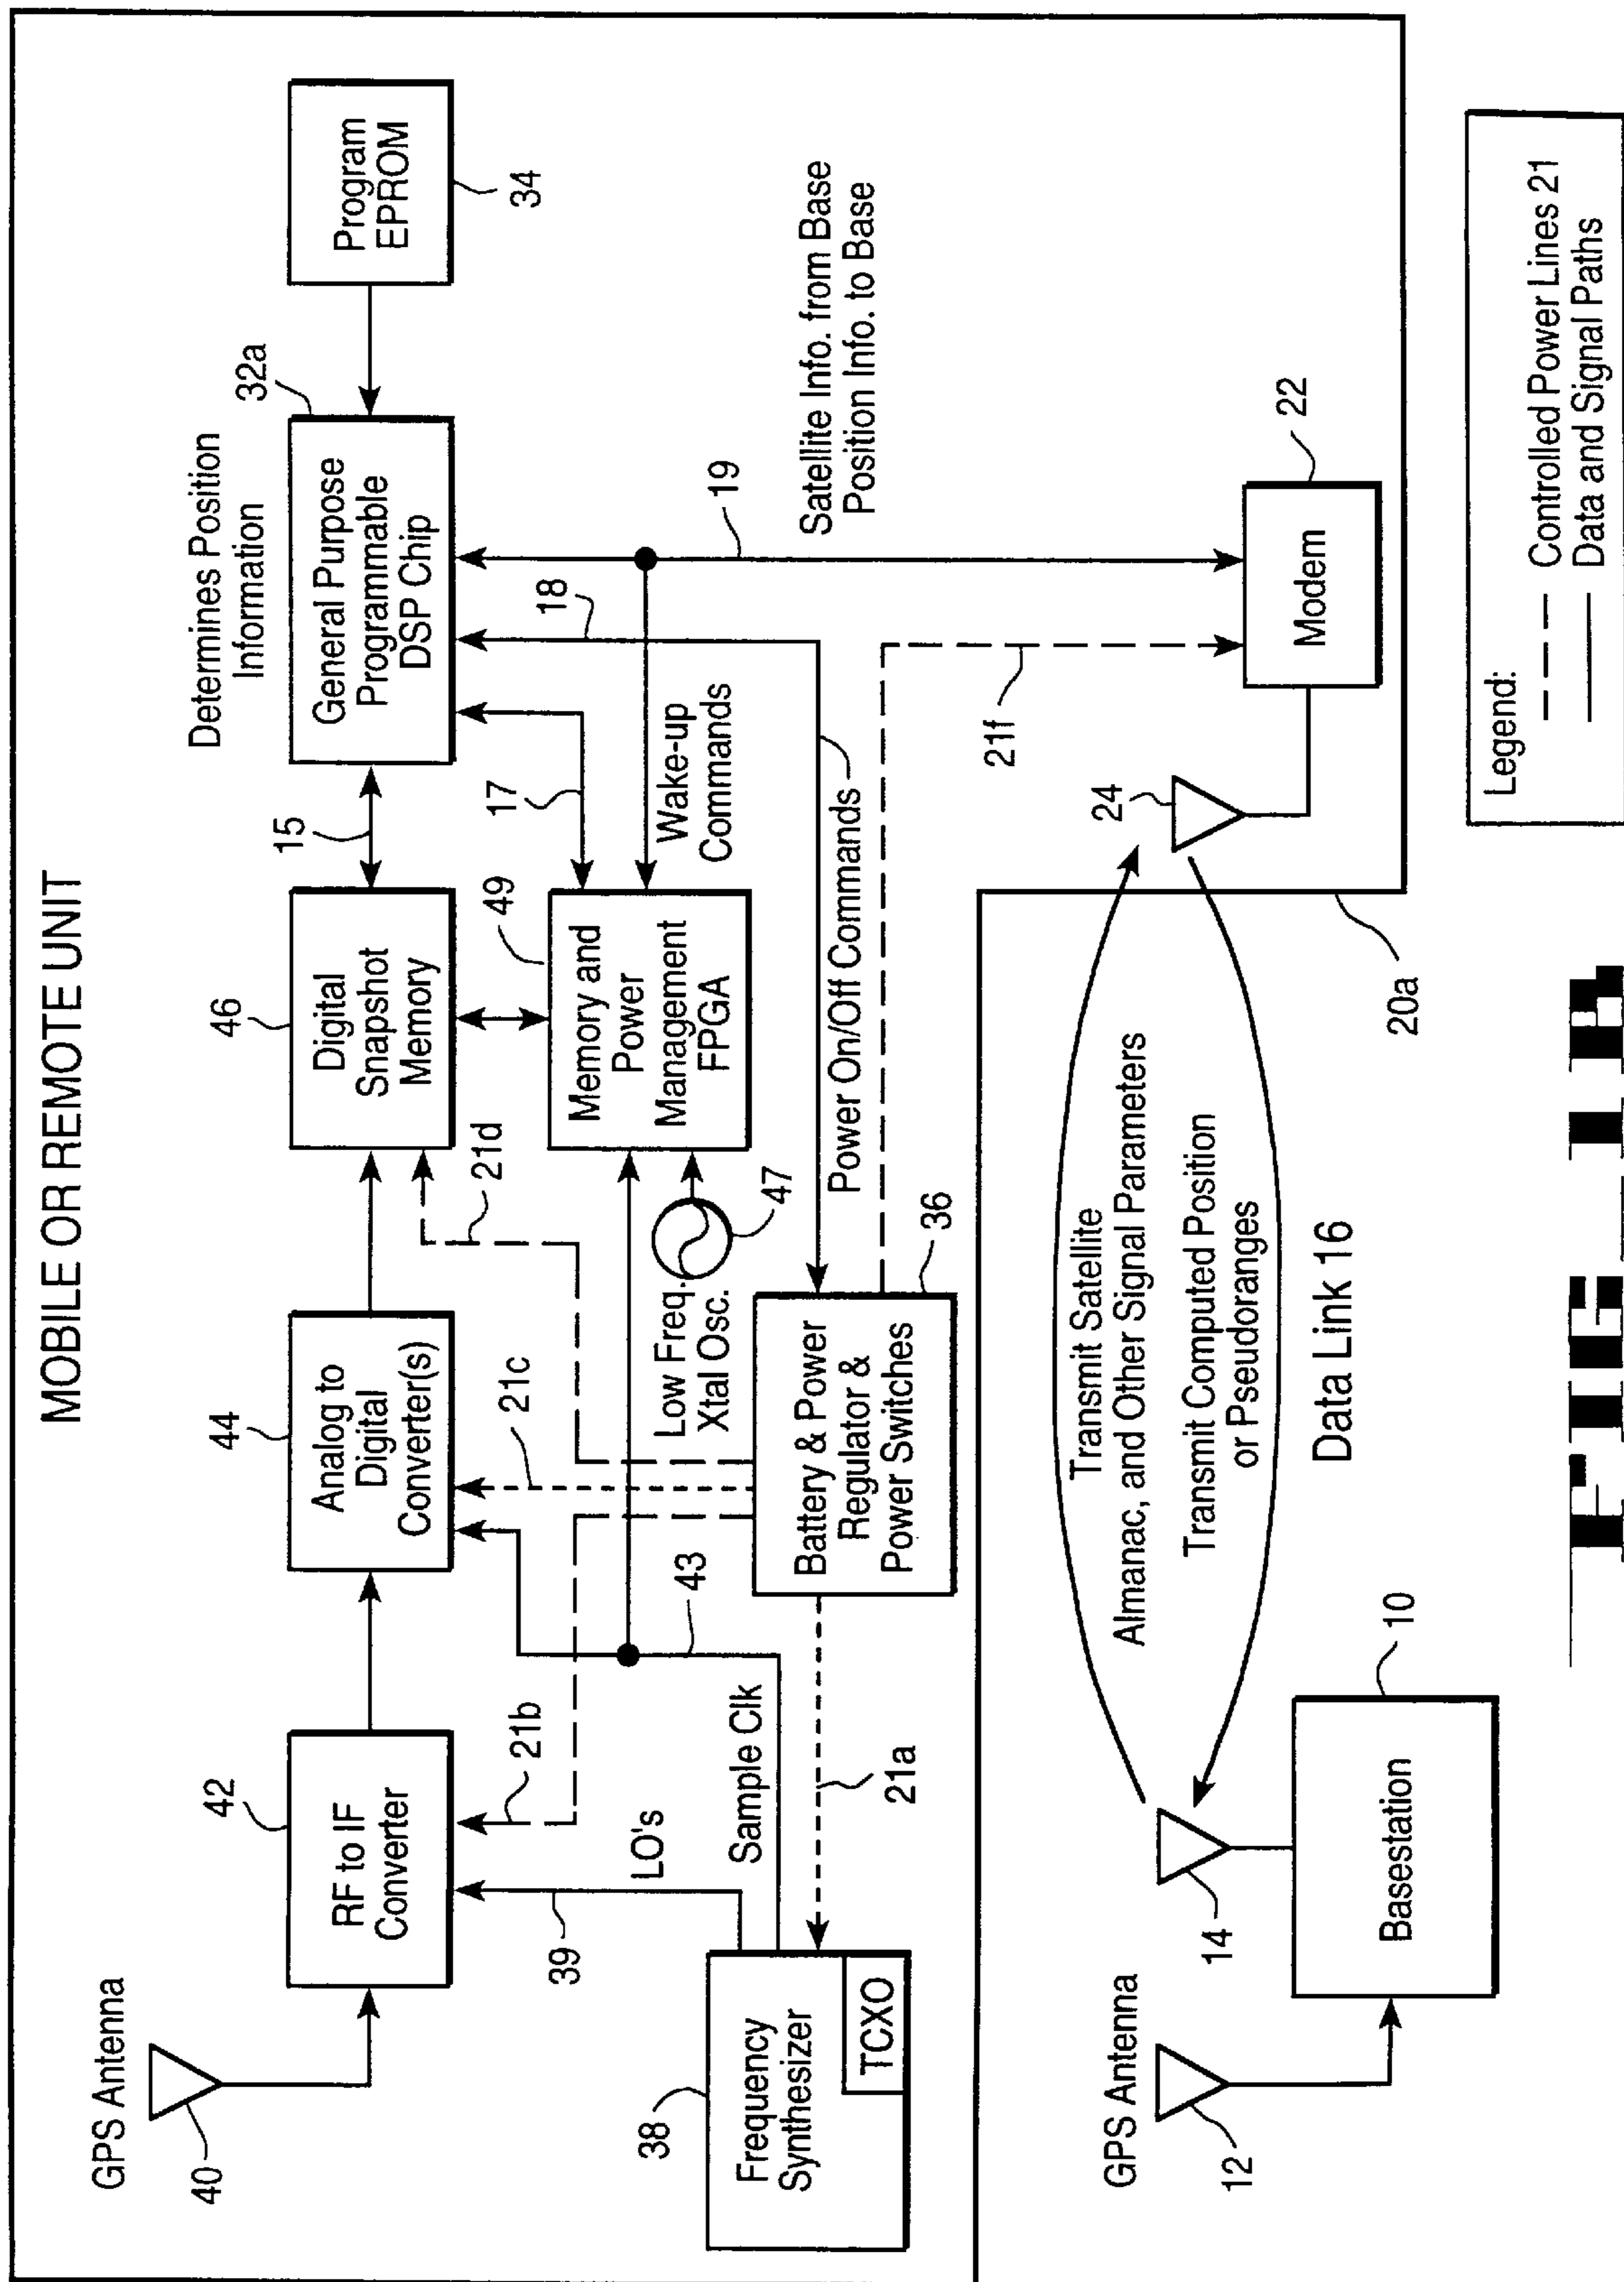 MOBILE OR REMOTE UNIT
GPS Antenna
40
42
RF to IF
Converter
44
Analog to
Digital
Converter(s)
46
Digital
Snapshot
Memory
15
Determines Position
Information
32a
General Purpose
Programmable
DSP Chip
Program
EPROM
34
39
LO's
21b
Sample Clk
43
21c
21d
Low Freq.
Xtal Osc.
47
49
Memory and
Power
Management
FPGA
17
Wake-up
Commands
18
19
Satellite Info. from Base
Position Info. to Base
38
Frequency
Synthesizer
TCXO
21a
Battery & Power
Regulator &
Power Switches
36
Power On/Off Commands
21f
Modem
22
24
20a
GPS Antenna
12
14
Basestation
10
Transmit Satellite
Almanac, and Other Signal Parameters
Transmit Computed Position
or Pseudoranges
Data Link 16
Legend:
Controlled Power Lines 21
Data and Signal Paths